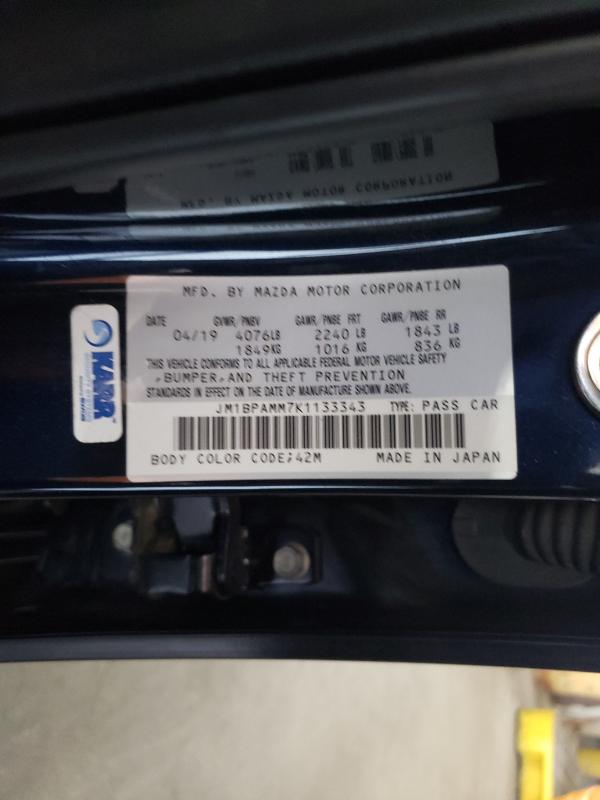 MFD. BY MAZDA MOTOR CORPORATION
DATE GVWR/PNBV GAWR/PNBE FRT GAWR/PNBE RR
04/19 4076LB 2240 LB 1843 LB
1849KG 1016 KG 836 KG
THIS VEHICLE CONFORMS TO ALL APPLICABLE FEDERAL MOTOR VEHICLE SAFETY
,BUMPER,AND THEFT PREVENTION
STANDARDS IN EFFECT ON THE DATE OF MANUFACTURE SHOWN ABOVE.
JM1BPAMM7K1133343 TYPE: PASS CAR
BODY COLOR CODE;42M MADE IN JAPAN
KARR